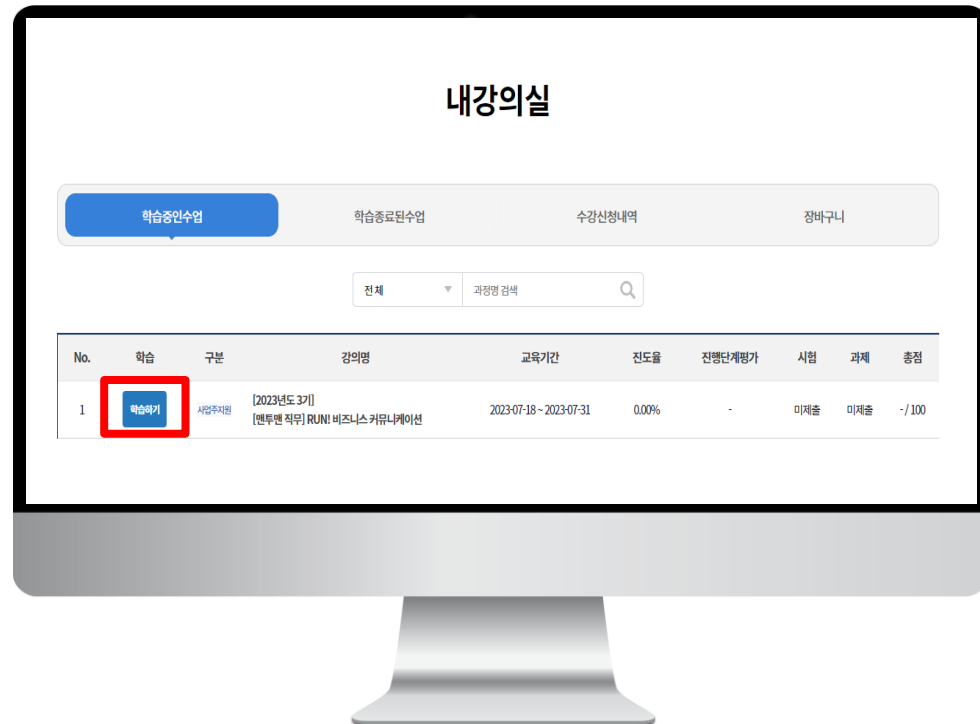 내강의실
학습중인수업 학습종료된수업 수강신청내역 장바구니
전체 과정명 검색
No. 학습 구분 강의명 교육기간 진도율 진행단계평가 시험 과제 총점
1 학습하기 사업주지원 [2023년도 3기] 2023-07-18 ~ 2023-07-31 0.00% - 미제출 미제출 - / 100
[맨투맨 직무] RUN! 비즈니스 커뮤니케이션